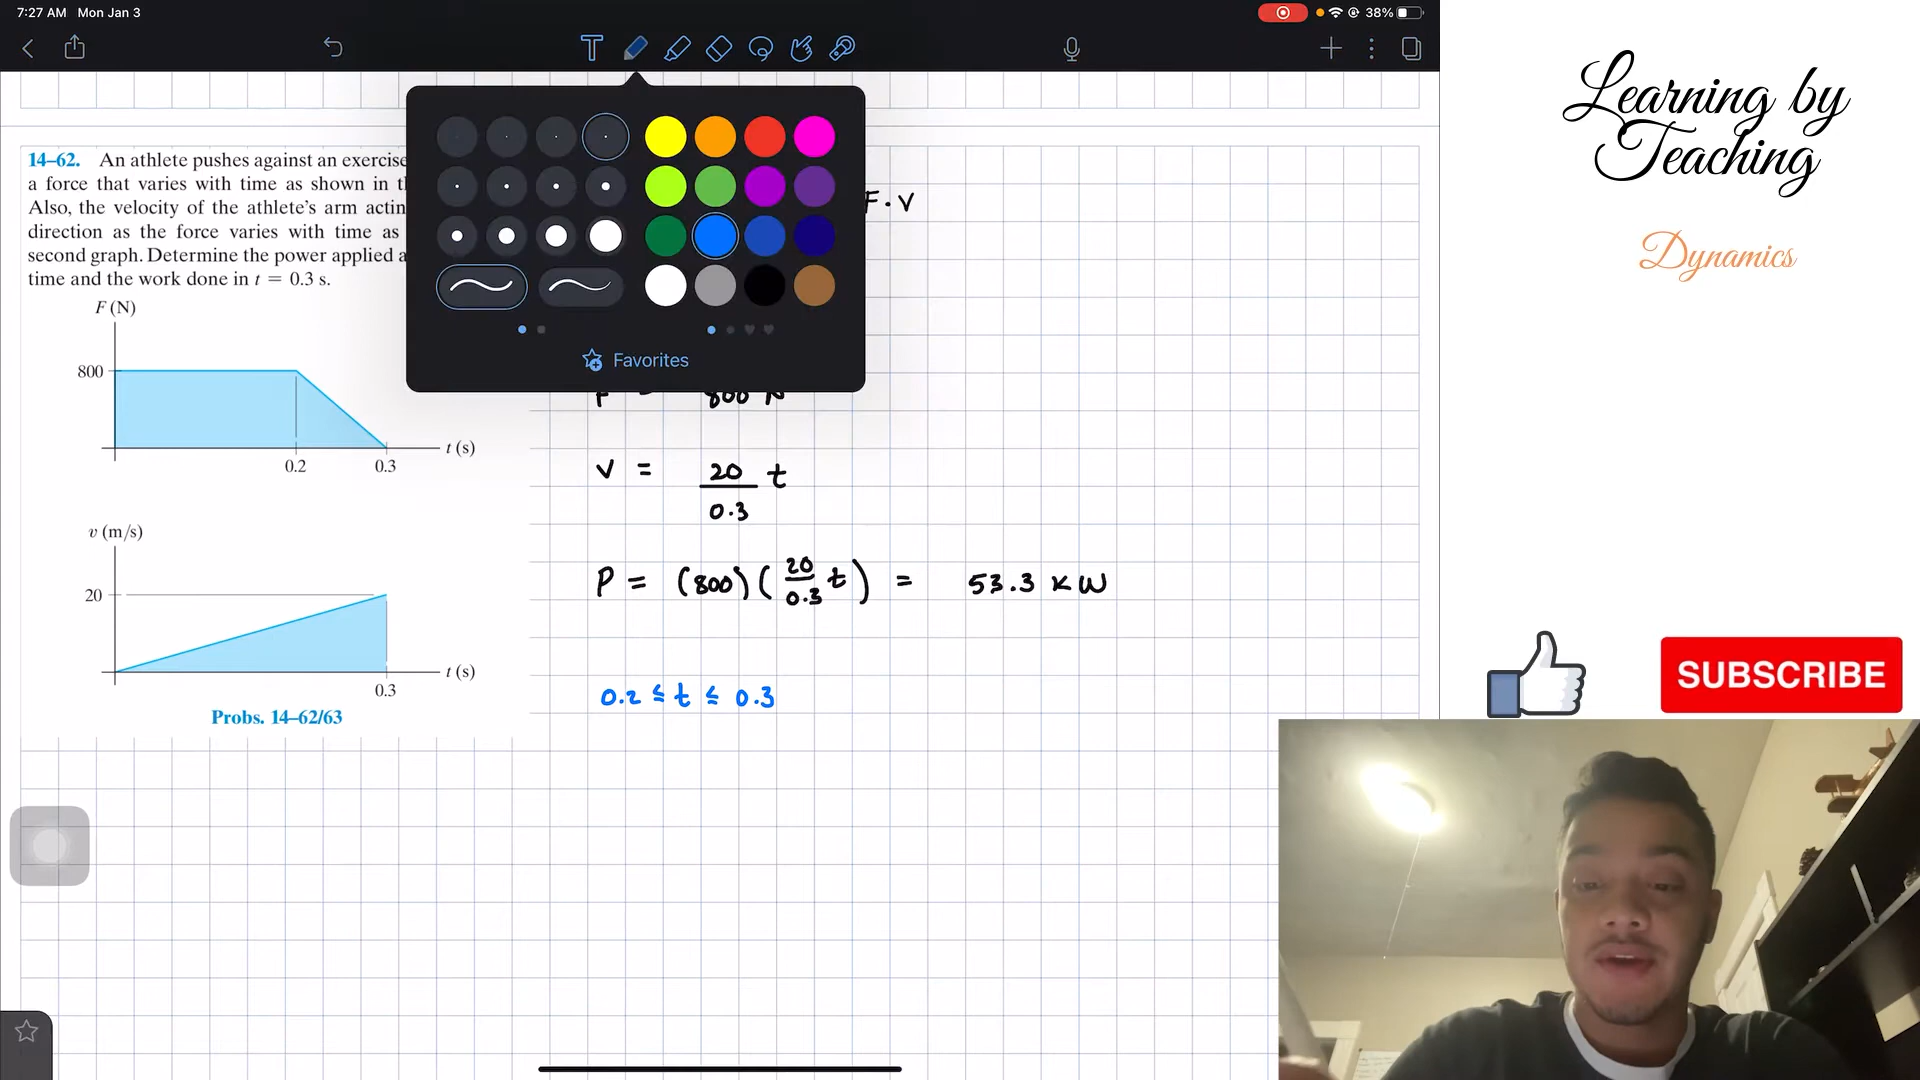 7:27 AM Mon Jan 3
38%
T
Learning by
Teaching
Dynamics
14–62. An athlete pushes against an exercise
a force that varies with time as shown in
Also, the velocity of the athlete's arm
direction as the force varies with time as
second graph. Determine the power applied
time and the work done in t = 0.3 s.
F (N)
800
0.2
0.3
t (s)
v (m/s)
20
0.3
t (s)
Probs. 14–62/63
Favorites
F · v
F = 800 N
v = 20/0.3 t
P = (800)(20/0.3 t) = 53.3 kW
0.2 ≤ t ≤ 0.3
SUBSCRIBE